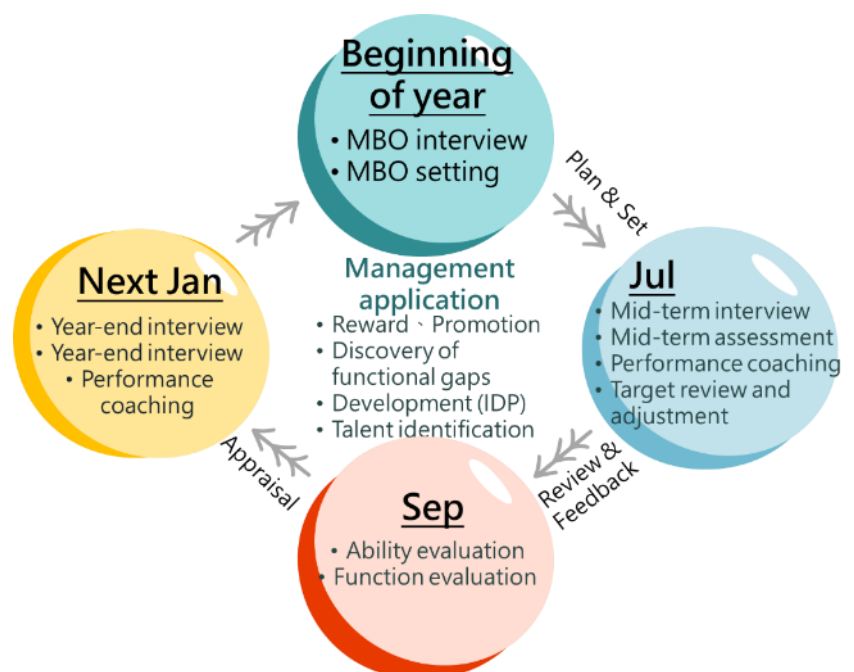 Beginning
of year
• MBO interview
• MBO setting
Plan & Set
Jul
• Mid-term interview
• Mid-term assessment
• Performance coaching
• Target review and
adjustment
Review &
Feedback
Sep
• Ability evaluation
• Function evaluation
Appraisal
Next Jan
• Year-end interview
• Year-end interview
• Performance
coaching
Management
application
• Reward、Promotion
• Discovery of
functional gaps
• Development (IDP)
• Talent identification